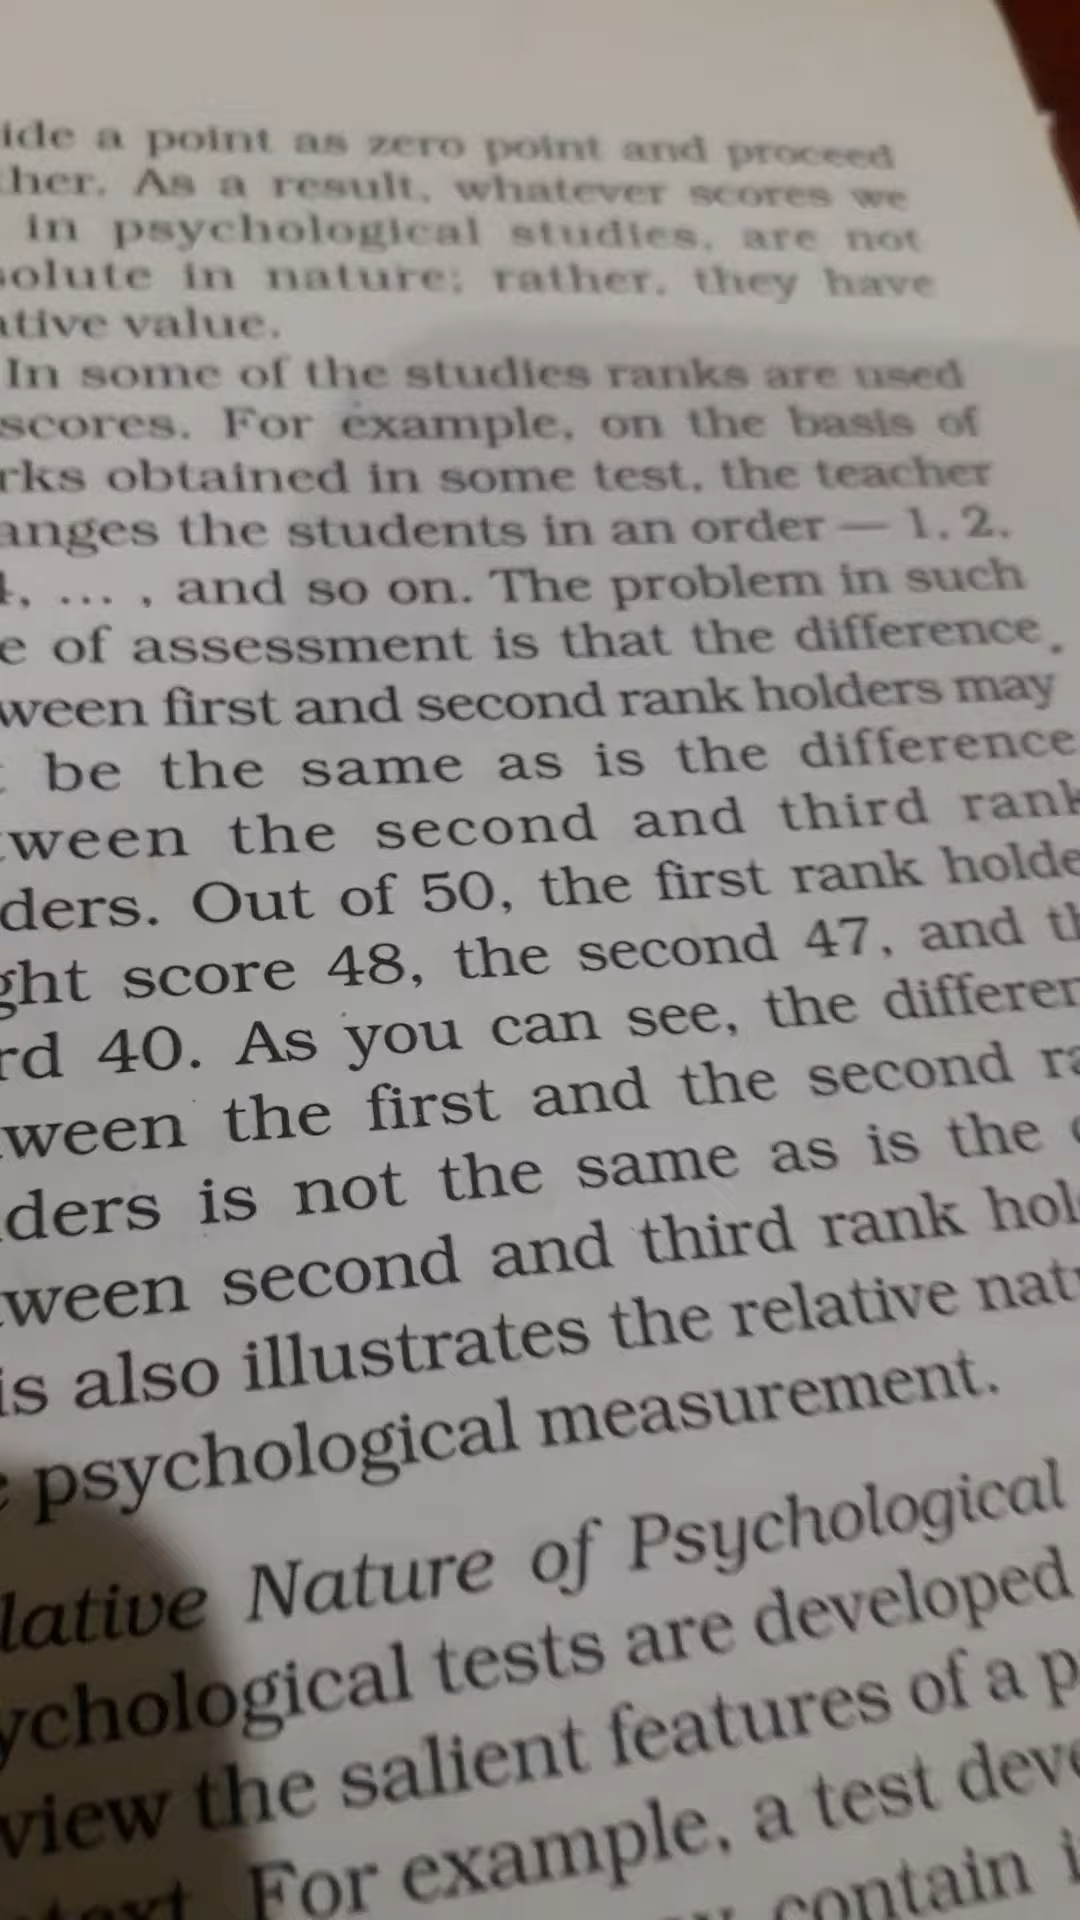 ide a point as zero point and proceed
ther. As a result, whatever scores we
in psychological studies, are not
solute in nature; rather, they have
ative value.
In some of the studies ranks are used
scores. For example, on the basis of
rks obtained in some test, the teacher
anges the students in an order — 1, 2,
4, ... , and so on. The problem in such
e of assessment is that the difference
ween first and second rank holders may
be the same as is the difference
tween the second and third rank
ders. Out of 50, the first rank holde
ght score 48, the second 47, and th
rd 40. As you can see, the differen
ween the first and the second ra
ders is not the same as is the
ween second and third rank hol
is also illustrates the relative natu
psychological measurement.
lative Nature of Psychological
ychological tests are developed
view the salient features of a p
text. For example, a test deve
contain i